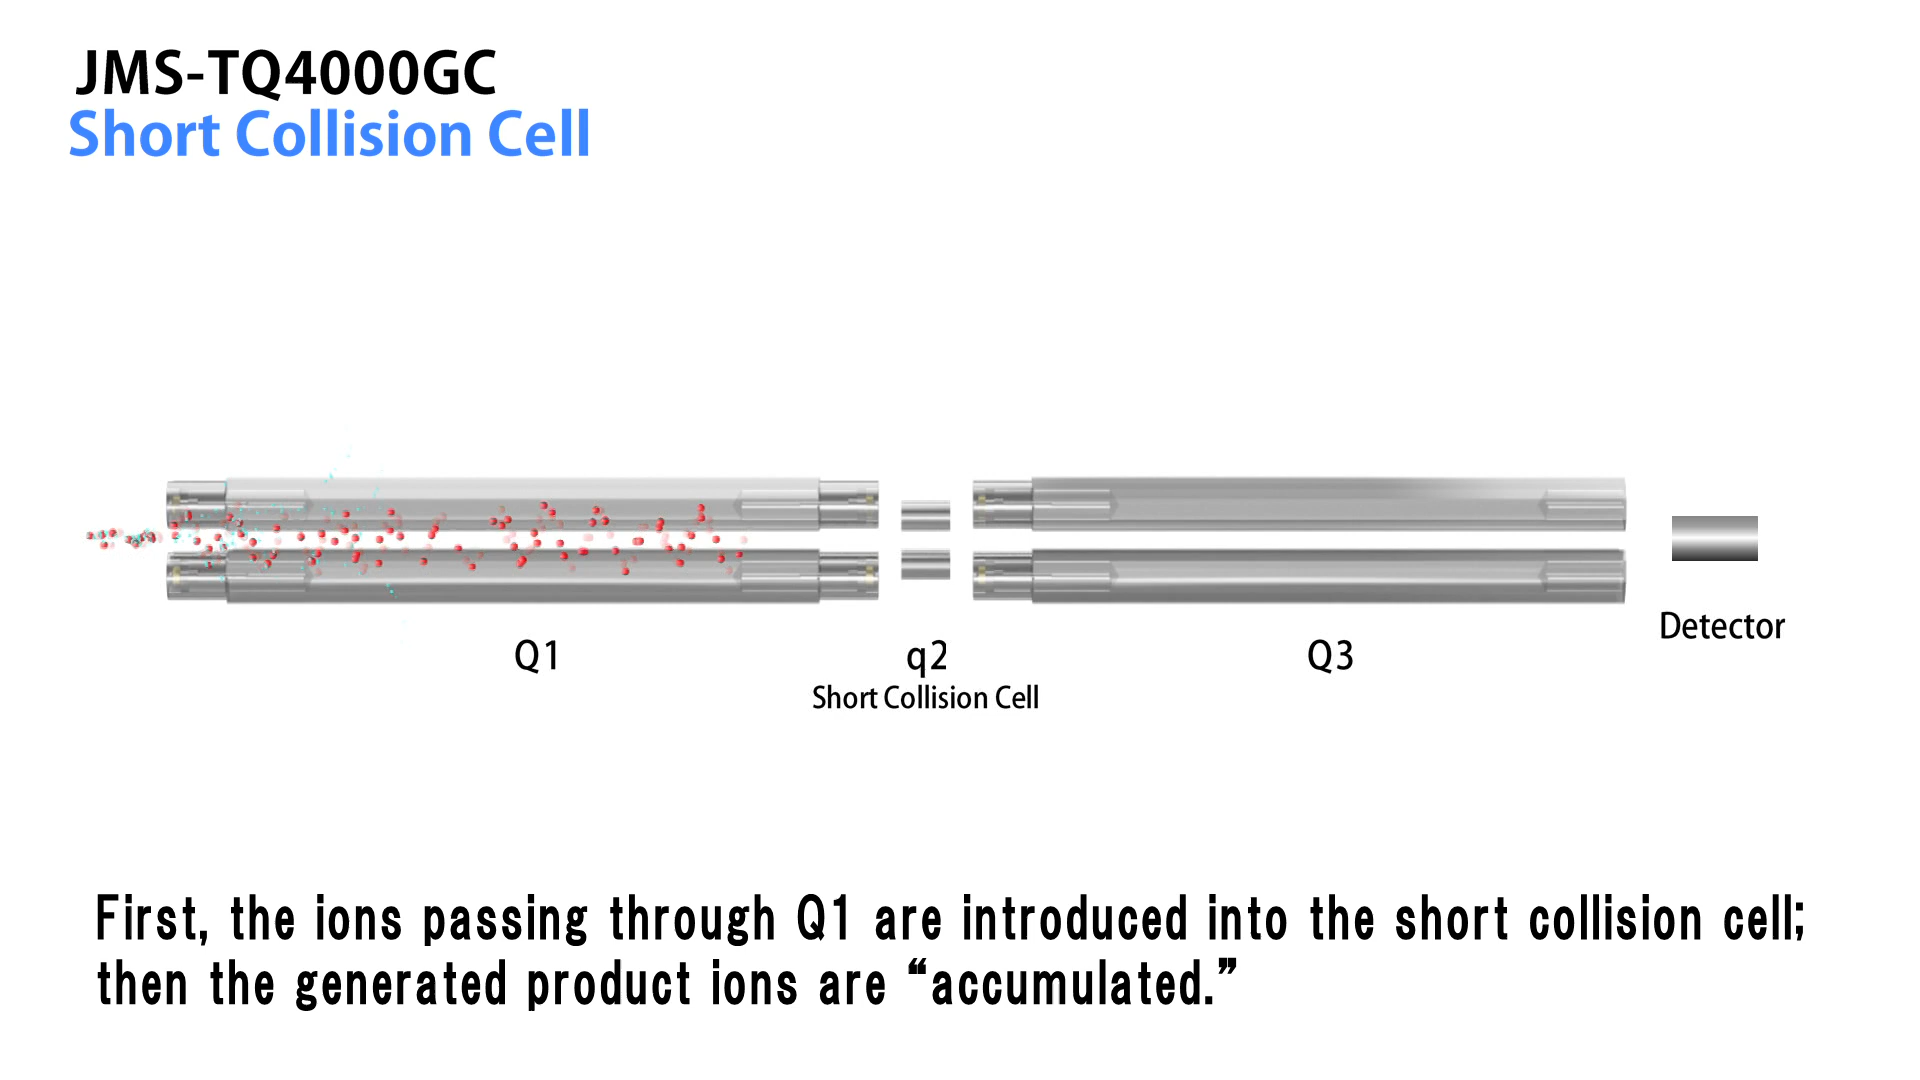 JMS-TQ4000GC
Short Collision Cell
Q1
q2
Short Collision Cell
Q3
Detector
First, the ions passing through Q1 are introduced into the short collision cell;
then the generated product ions are “accumulated.”